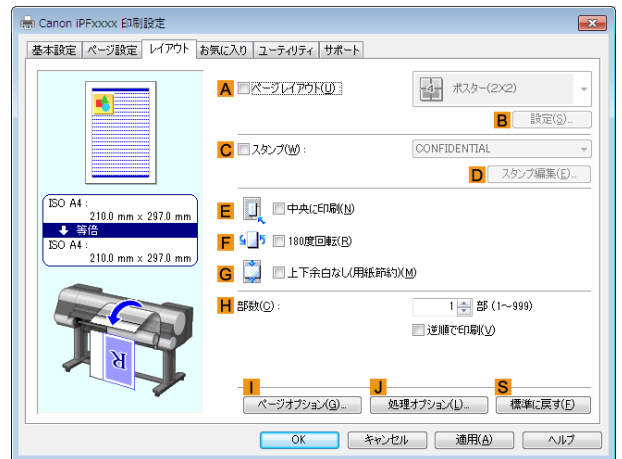 Canon iPFxxxx 印刷設定
基本設定 ページ設定 レイアウト お気に入り ユーティリティ サポート
A ページレイアウト(U) : 4 ポスター(2×2)
B 設定(S)...
C スタンプ(W) : CONFIDENTIAL
D スタンプ編集(E)...
ISO A4 :
210.0 mm x 297.0 mm
等倍
ISO A4 :
210.0 mm x 297.0 mm
E 中央に印刷(N)
F 180度回転(R)
G 上下余白なし(用紙節約)(M)
H 部数(C) : 1 部 (1～999)
逆順で印刷(V)
R
I J S
ページオプション(G)... 処理オプション(L)... 標準に戻す(F)
OK キャンセル 適用(A) ヘルプ